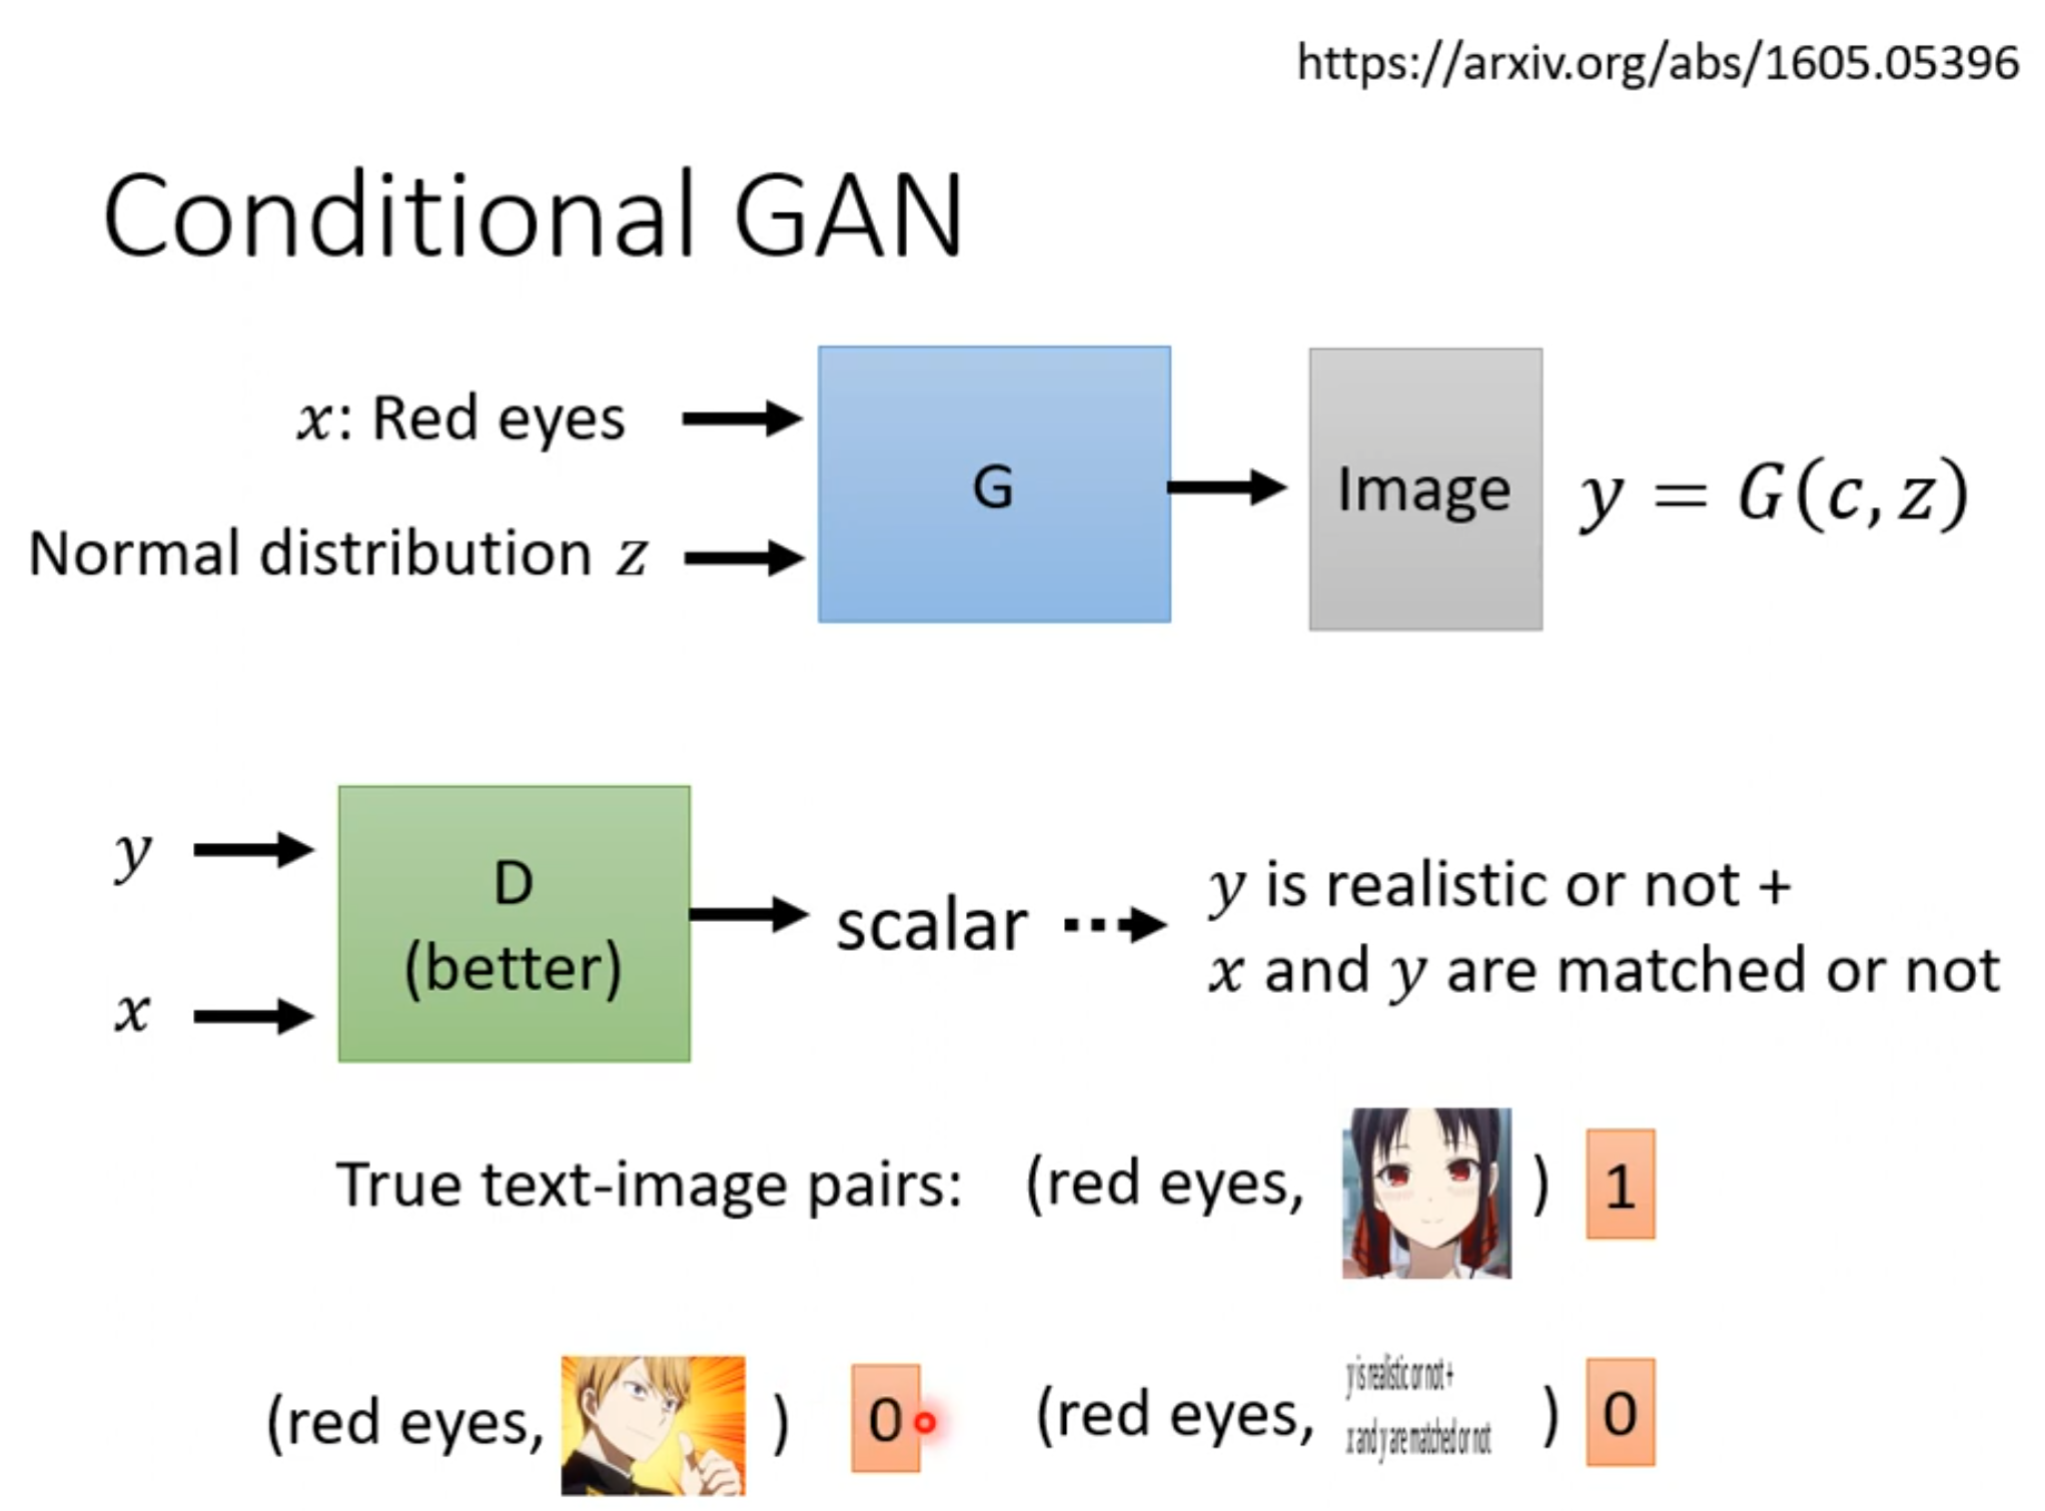 https://arxiv.org/abs/1605.05396
Conditional GAN
x: Red eyes
Normal distribution z
G
Image
y = G(c, z)
y
x
D
(better)
scalar
y is realistic or not +
x and y are matched or not
True text-image pairs:
(red eyes, ) 1
(red eyes, ) 0
(red eyes,
y is realistic or not +
x and y are matched or not
) 0